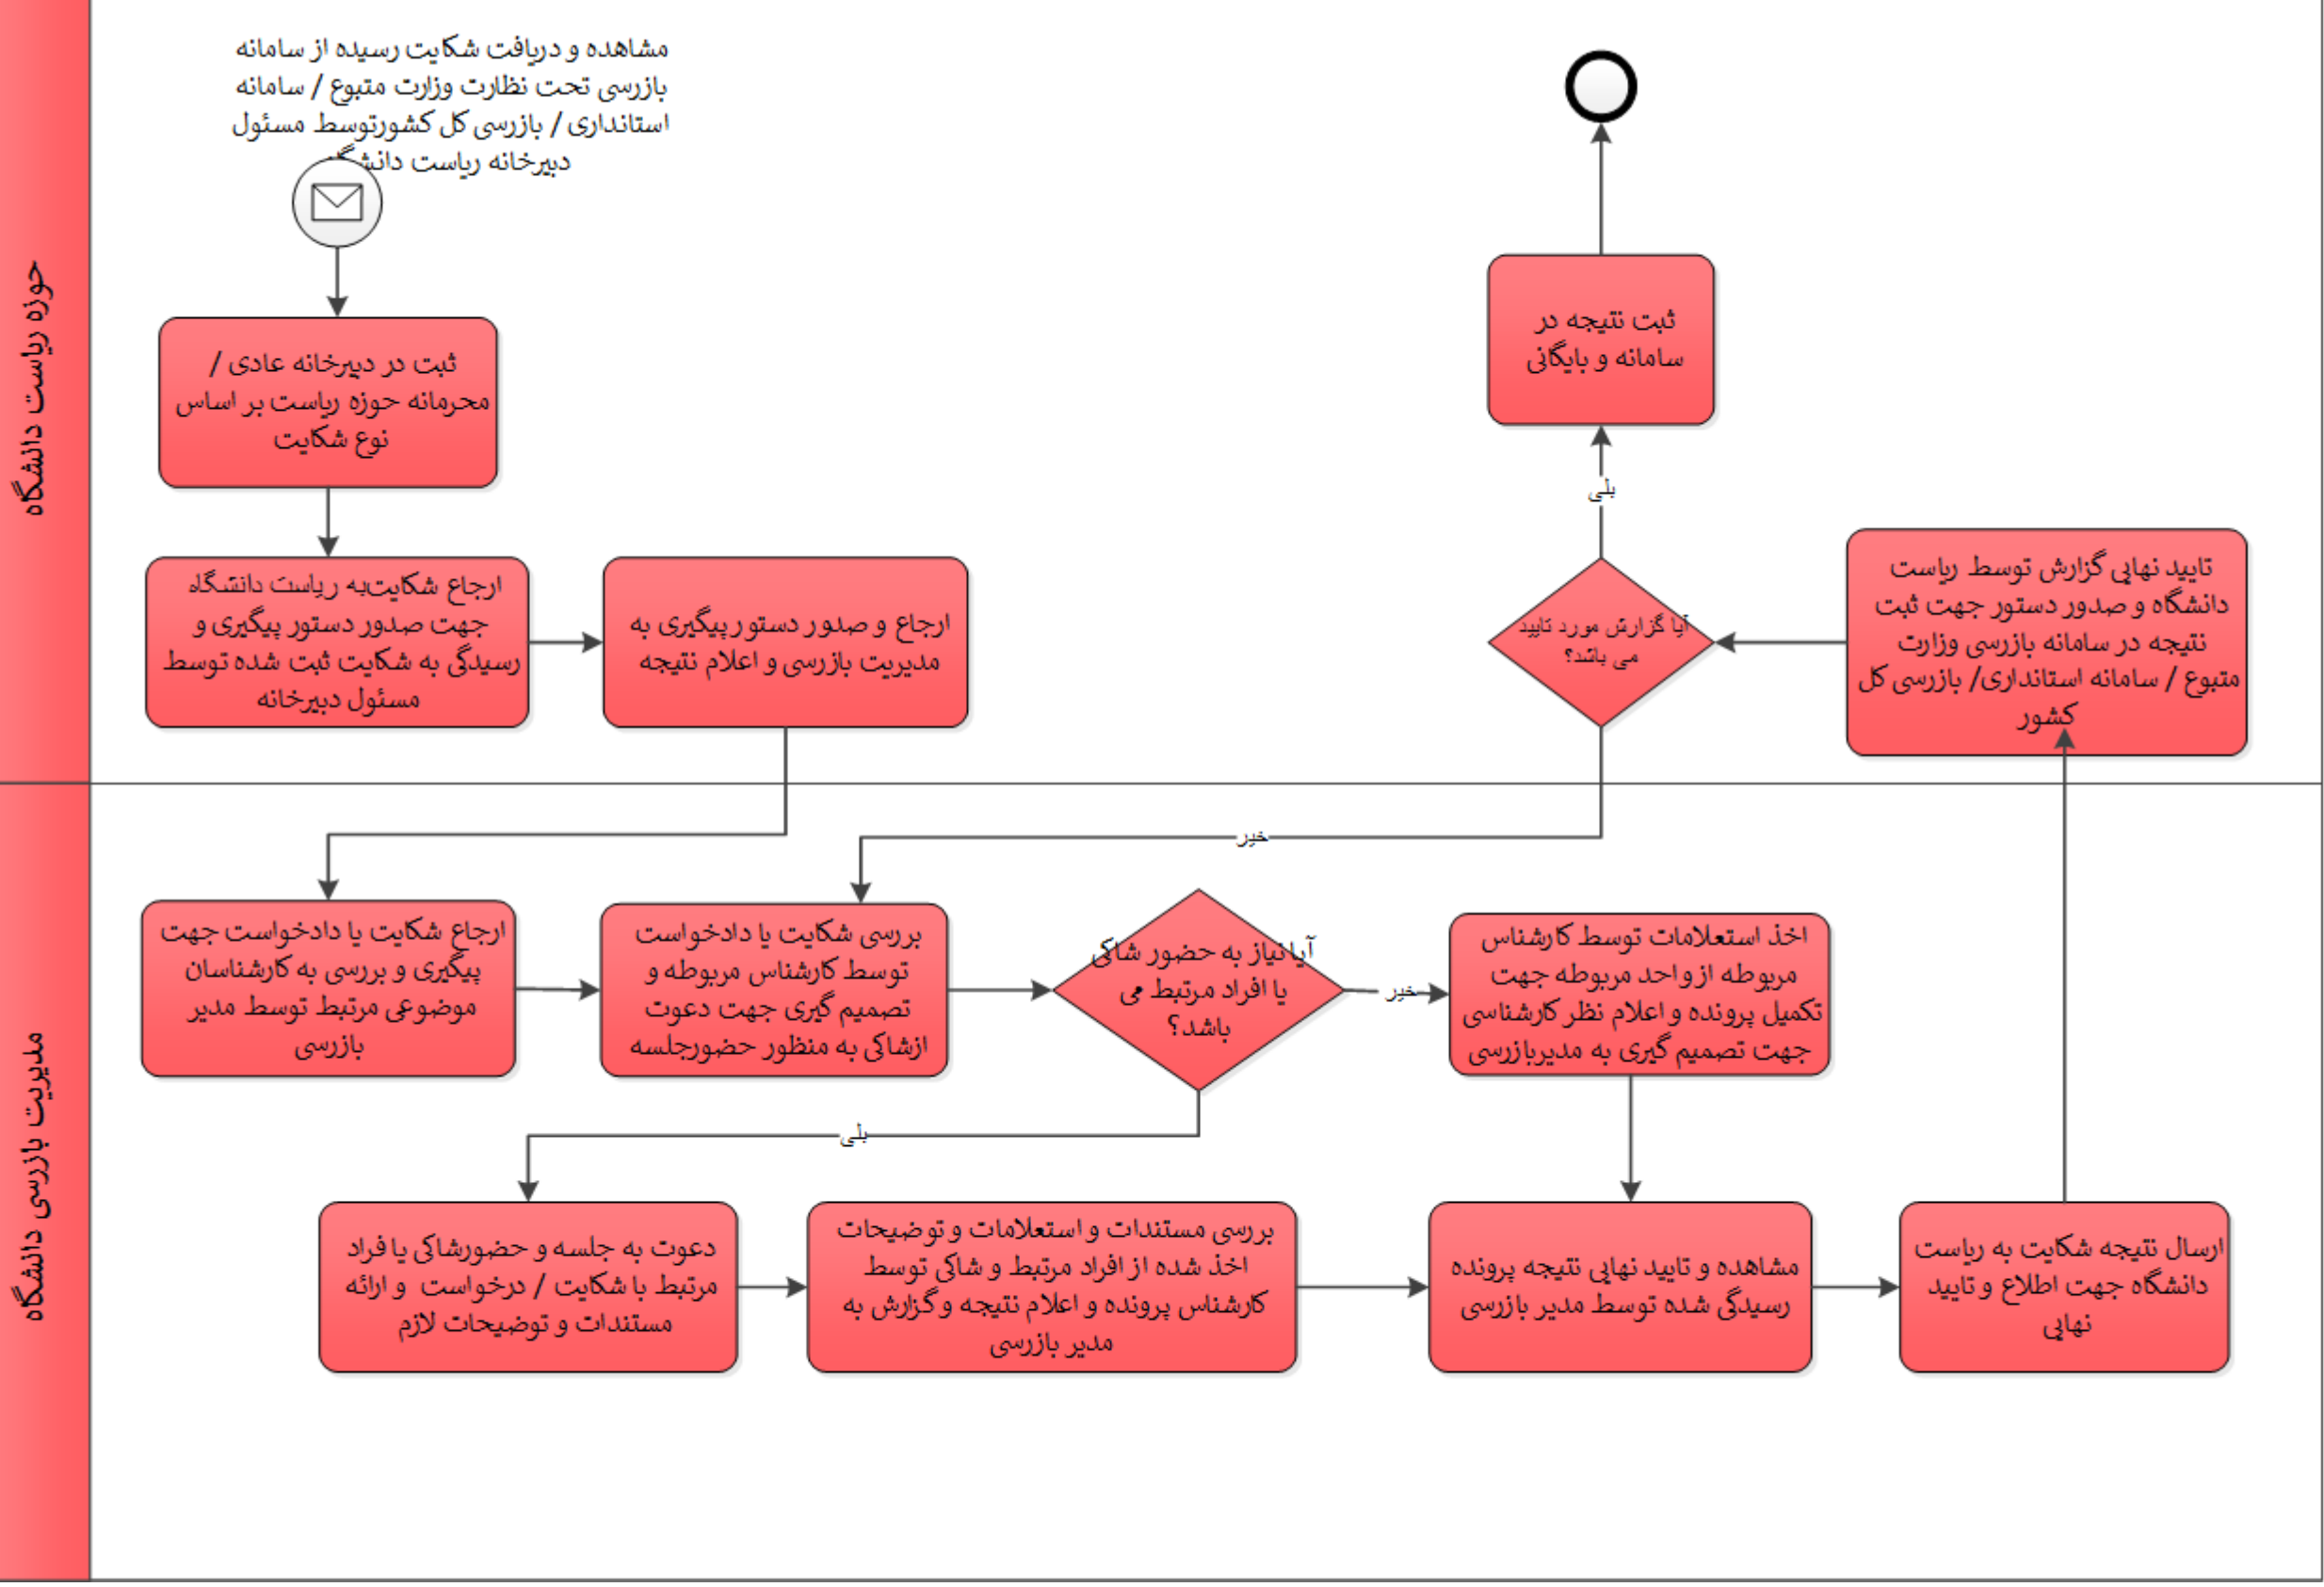 حوزه ریاست دانشگاه
مشاهده و دریافت شکایت رسیده از سامانه
بازرسی تحت نظارت وزارت متبوع / سامانه
استانداری / بازرسی کل کشورتوسط مسئول
دبیرخانه ریاست
ثبت در دبیرخانه عادی /
محرمانه حوزه ریاست بر اساس
نوع شکایت
ارجاع شکایت‌به ریاست دانشگاه
جهت صدور دستور پیگیری و
رسیدگی به شکایت ثبت شده توسط
مسئول دبیرخانه
ارجاع و صدور دستورپیگیری به
مدیریت بازرسی و اعلام نتیجه
ثبت نتیجه در
سامانه و بایگانی
بلی
آیا گزارش مورد تایید
می باشد؟
تایید نهایی گزارش توسط ریاست
دانشگاه و صدور دستور جهت ثبت
نتیجه در سامانه بازرسی وزارت
متبوع / سامانه استانداری/ بازرسی کل
کشور
مدیریت بازرسی دانشگاه
خیر
ارجاع شکایت یا دادخواست جهت
پیگیری و بررسی به کارشناسان
موضوعی مرتبط توسط مدیر
بازرسی
بررسی شکایت یا دادخواست
توسط کارشناس مربوطه و
تصمیم گیری جهت دعوت
ازشاکی به منظور حضورجلسه
آیا نیاز به حضور شاکی
یا افراد مرتبط می
باشد؟
خیر
اخذ استعلامات توسط کارشناس
مربوطه ازواحد مربوطه جهت
تکمیل پرونده و اعلام نظر کارشناسی
جهت تصمیم گیری به مدیربازرسی
بلی
دعوت به جلسه و حضورشاکی یا فراد
مرتبط با شکایت / درخواست و ارائه
مستندات و توضیحات لازم
بررسی مستندات و استعلامات و توضیحات
اخذ شده از افراد مرتبط و شاکی توسط
کارشناس پرونده و اعلام نتیجه و گزارش به
مدیر بازرسی
مشاهده و تایید نهایی نتیجه پرونده
رسیدگی شده توسط مدیر بازرسی
ارسال نتیجه شکایت به ریاست
دانشگاه جهت اطلاع و تایید
نهایی